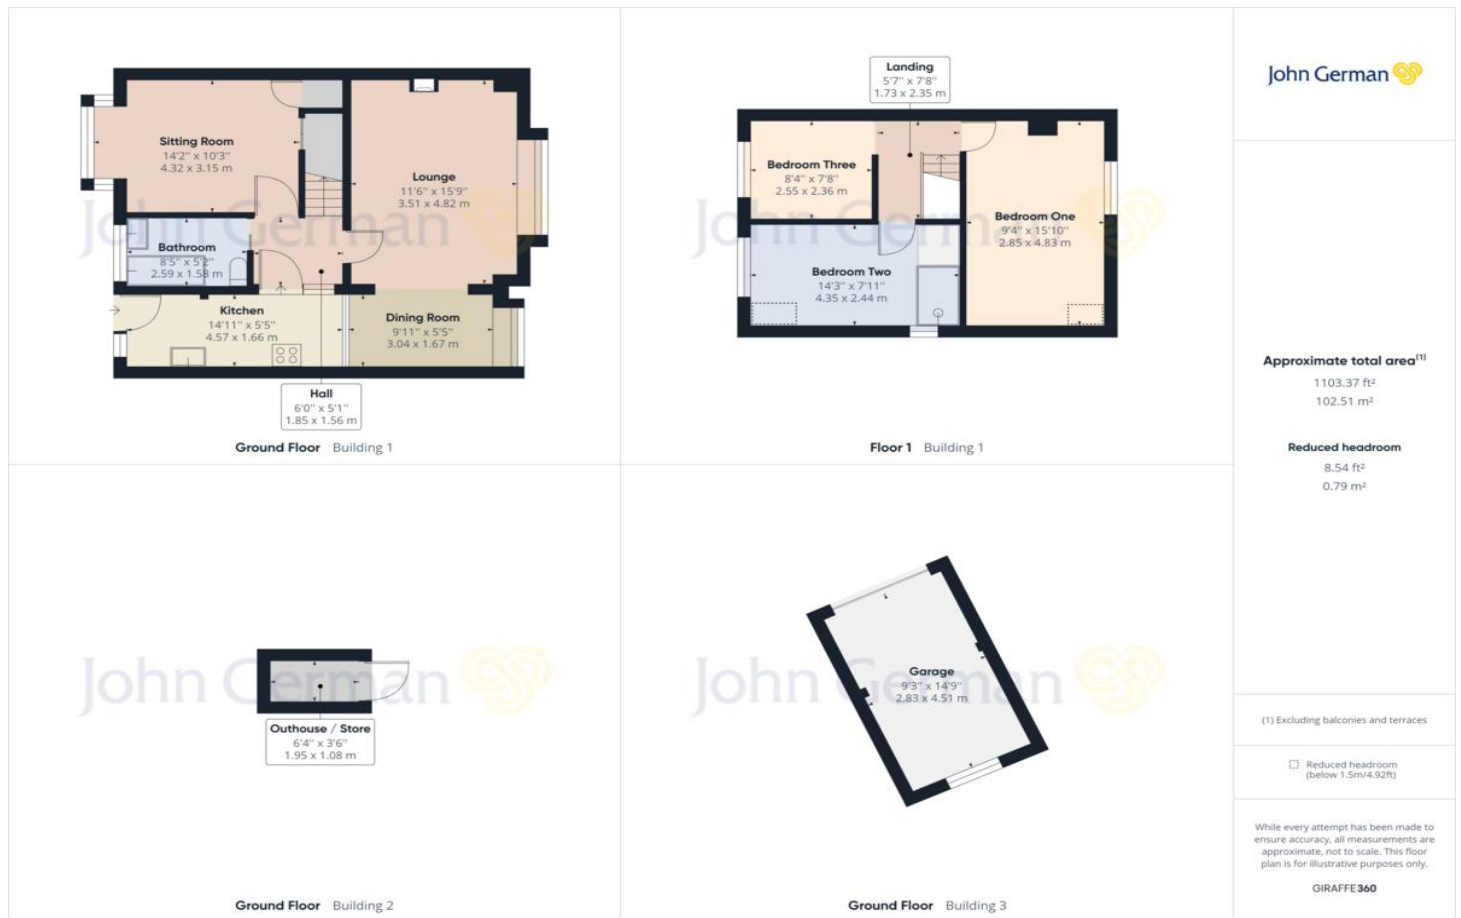 Sitting Room
14'2" x 10'3"
4.32 x 3.15 m
Lounge
11'6" x 15'9"
3.51 x 4.82 m
Bathroom
8'5" x 5'2"
2.59 x 1.58 m
Kitchen
14'11" x 5'5"
4.57 x 1.66 m
Dining Room
9'11" x 5'5"
3.04 x 1.67 m
Hall
6'0" x 5'1"
1.85 x 1.56 m
John German
Ground Floor Building 1
Landing
5'7" x 7'8"
1.73 x 2.35 m
Bedroom Three
8'4" x 7'8"
2.55 x 2.36 m
Bedroom One
9'4" x 15'10"
2.85 x 4.83 m
Bedroom Two
14'3" x 7'11"
4.35 x 2.44 m
John German
Floor 1 Building 1
John German
Outhouse / Store
6'4" x 3'6"
1.95 x 1.08 m
Ground Floor Building 2
John German
Garage
9'3" x 14'9"
2.83 x 4.51 m
Ground Floor Building 3
John German
Approximate total area(1)
1103.37 ft²
102.51 m²
Reduced headroom
8.54 ft²
0.79 m²
(1) Excluding balconies and terraces
Reduced headroom
(below 1.5m/4.92ft)
While every attempt has been made to
ensure accuracy, all measurements are
approximate, not to scale. This floor
plan is for illustrative purposes only.
GIRAFFE360